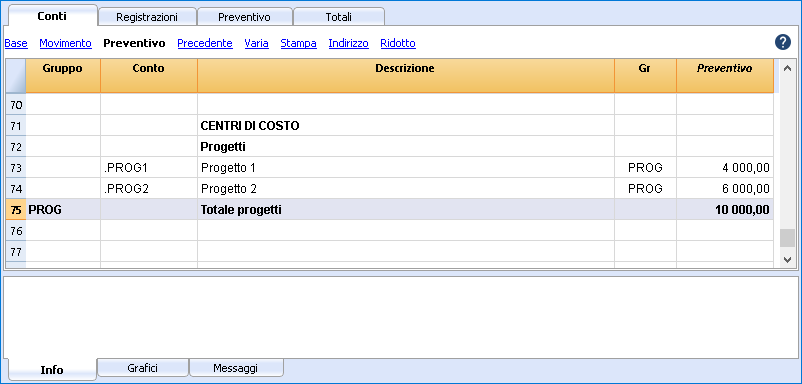 Conti Registrazioni Preventivo Totali
Base Movimento Preventivo Precedente Varia Stampa Indirizzo Ridotto ?
Gruppo Conto Descrizione Gr Preventivo
70
71 CENTRI DI COSTO
72 Progetti
73 .PROG1 Progetto 1 PROG 4 000,00
74 .PROG2 Progetto 2 PROG 6 000,00
75 PROG Totale progetti 10 000,00
76
77
Info Grafici Messaggi